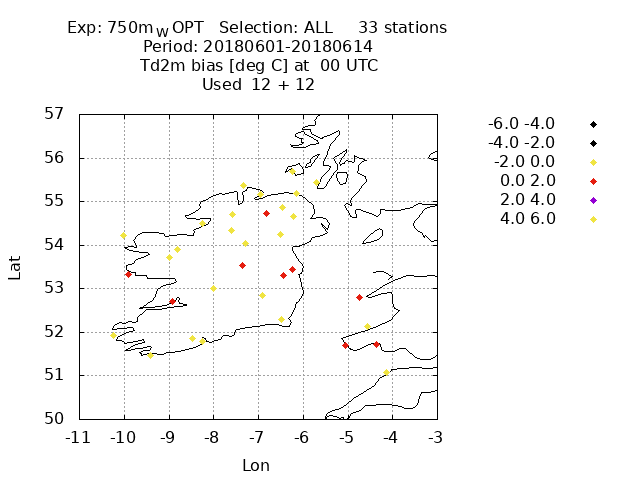 Exp: 750mWOPT Selection: ALL 33 stations
Period: 20180601-20180614
Td2m bias [deg C] at 00 UTC
Used 12 + 12
57
56
55
54
53
52
51
50
-11 -10 -9 -8 -7 -6 -5 -4 -3
Lat
Lon
-6.0 -4.0
-4.0 -2.0
-2.0 0.0
0.0 2.0
2.0 4.0
4.0 6.0